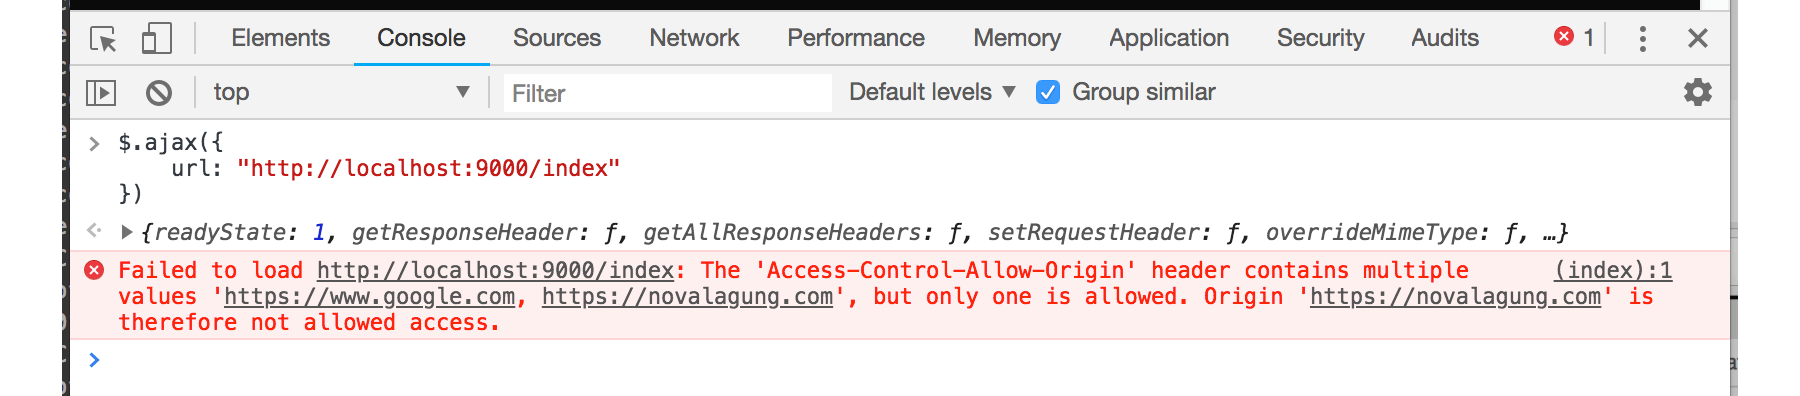 Elements Console Sources Network Performance Memory Application Security Audits 1
top Filter Default levels Group similar
$.ajax({
url: "http://localhost:9000/index"
})
{readyState: 1, getResponseHeader: ƒ, getAllResponseHeaders: ƒ, setRequestHeader: ƒ, overrideMimeType: ƒ, …}
Failed to load http://localhost:9000/index: The 'Access-Control-Allow-Origin' header contains multiple (index):1
values 'https://www.google.com, https://novalagung.com', but only one is allowed. Origin 'https://novalagung.com' is
therefore not allowed access.